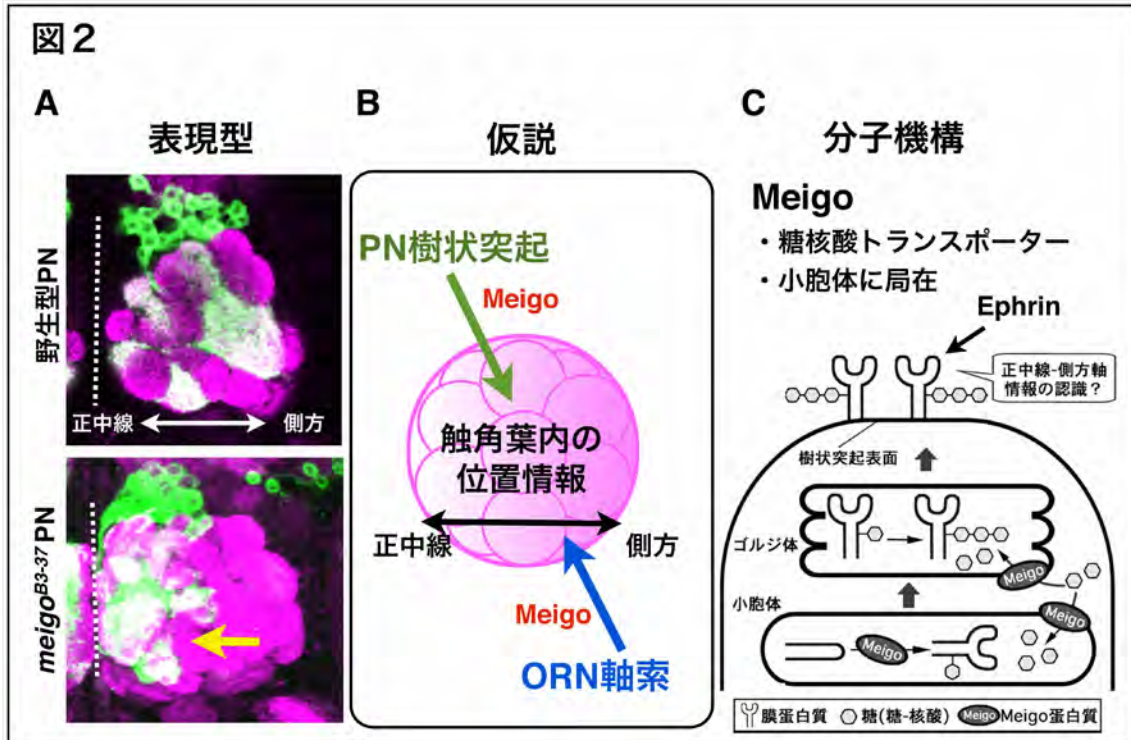 図2
A
表現型
野生型PN
正中線
側方
meigoB3-37 PN
B
仮説
PN樹状突起
Meigo
触角葉内の
位置情報
正中線
側方
Meigo
ORN軸索
C
分子機構
Meigo
・糖核酸トランスポーター
・小胞体に局在
Ephrin
正中線-側方軸
情報の認識？
樹状突起表面
ゴルジ体
Meigo
小胞体
Meigo
Meigo
膜蛋白質 糖(糖-核酸) Meigo Meigo蛋白質